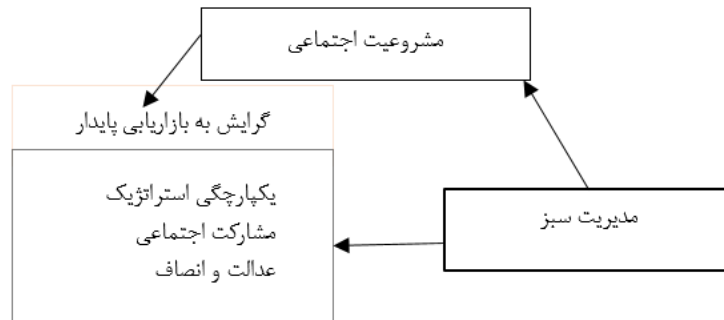 مشروعیت اجتماعی
گرایش به بازاریابی پایدار
یکپارچگی استراتژیک
مشارکت اجتماعی
عدالت و انصاف
مدیریت سبز